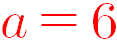 a = 6